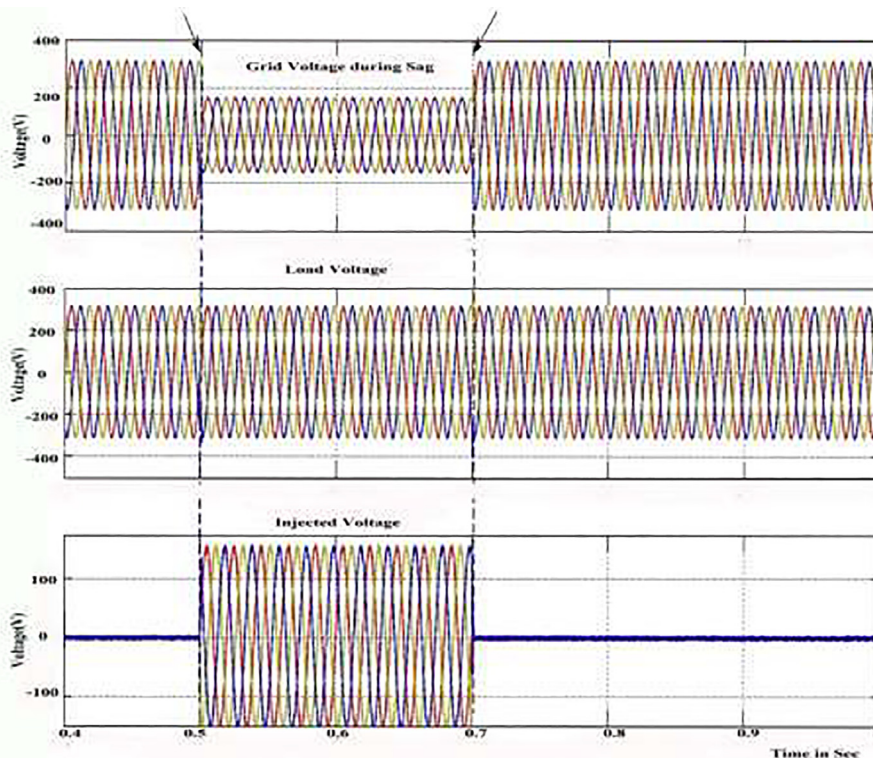 400
Grid Voltage during Sag
200
Voltage(V)
0
-200
-400
Load Voltage
400
200
Voltage(V)
0
-200
-400
Injected Voltage
100
Voltage(V)
0
-100
0.4 0.5 0.6 0.7 0.8 0.9
Time in Sec